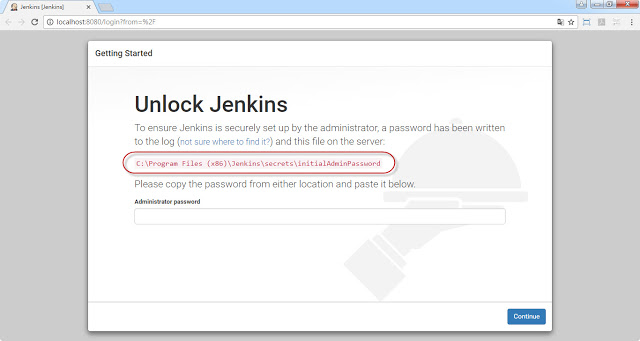 Jenkins [Jenkins]
localhost:8080/login?from=%2F
Getting Started
Unlock Jenkins
To ensure Jenkins is securely set up by the administrator, a password has been written
to the log (not sure where to find it?) and this file on the server:
C:\Program Files (x86)\Jenkins\secrets\initialAdminPassword
Please copy the password from either location and paste it below.
Administrator password
Continue